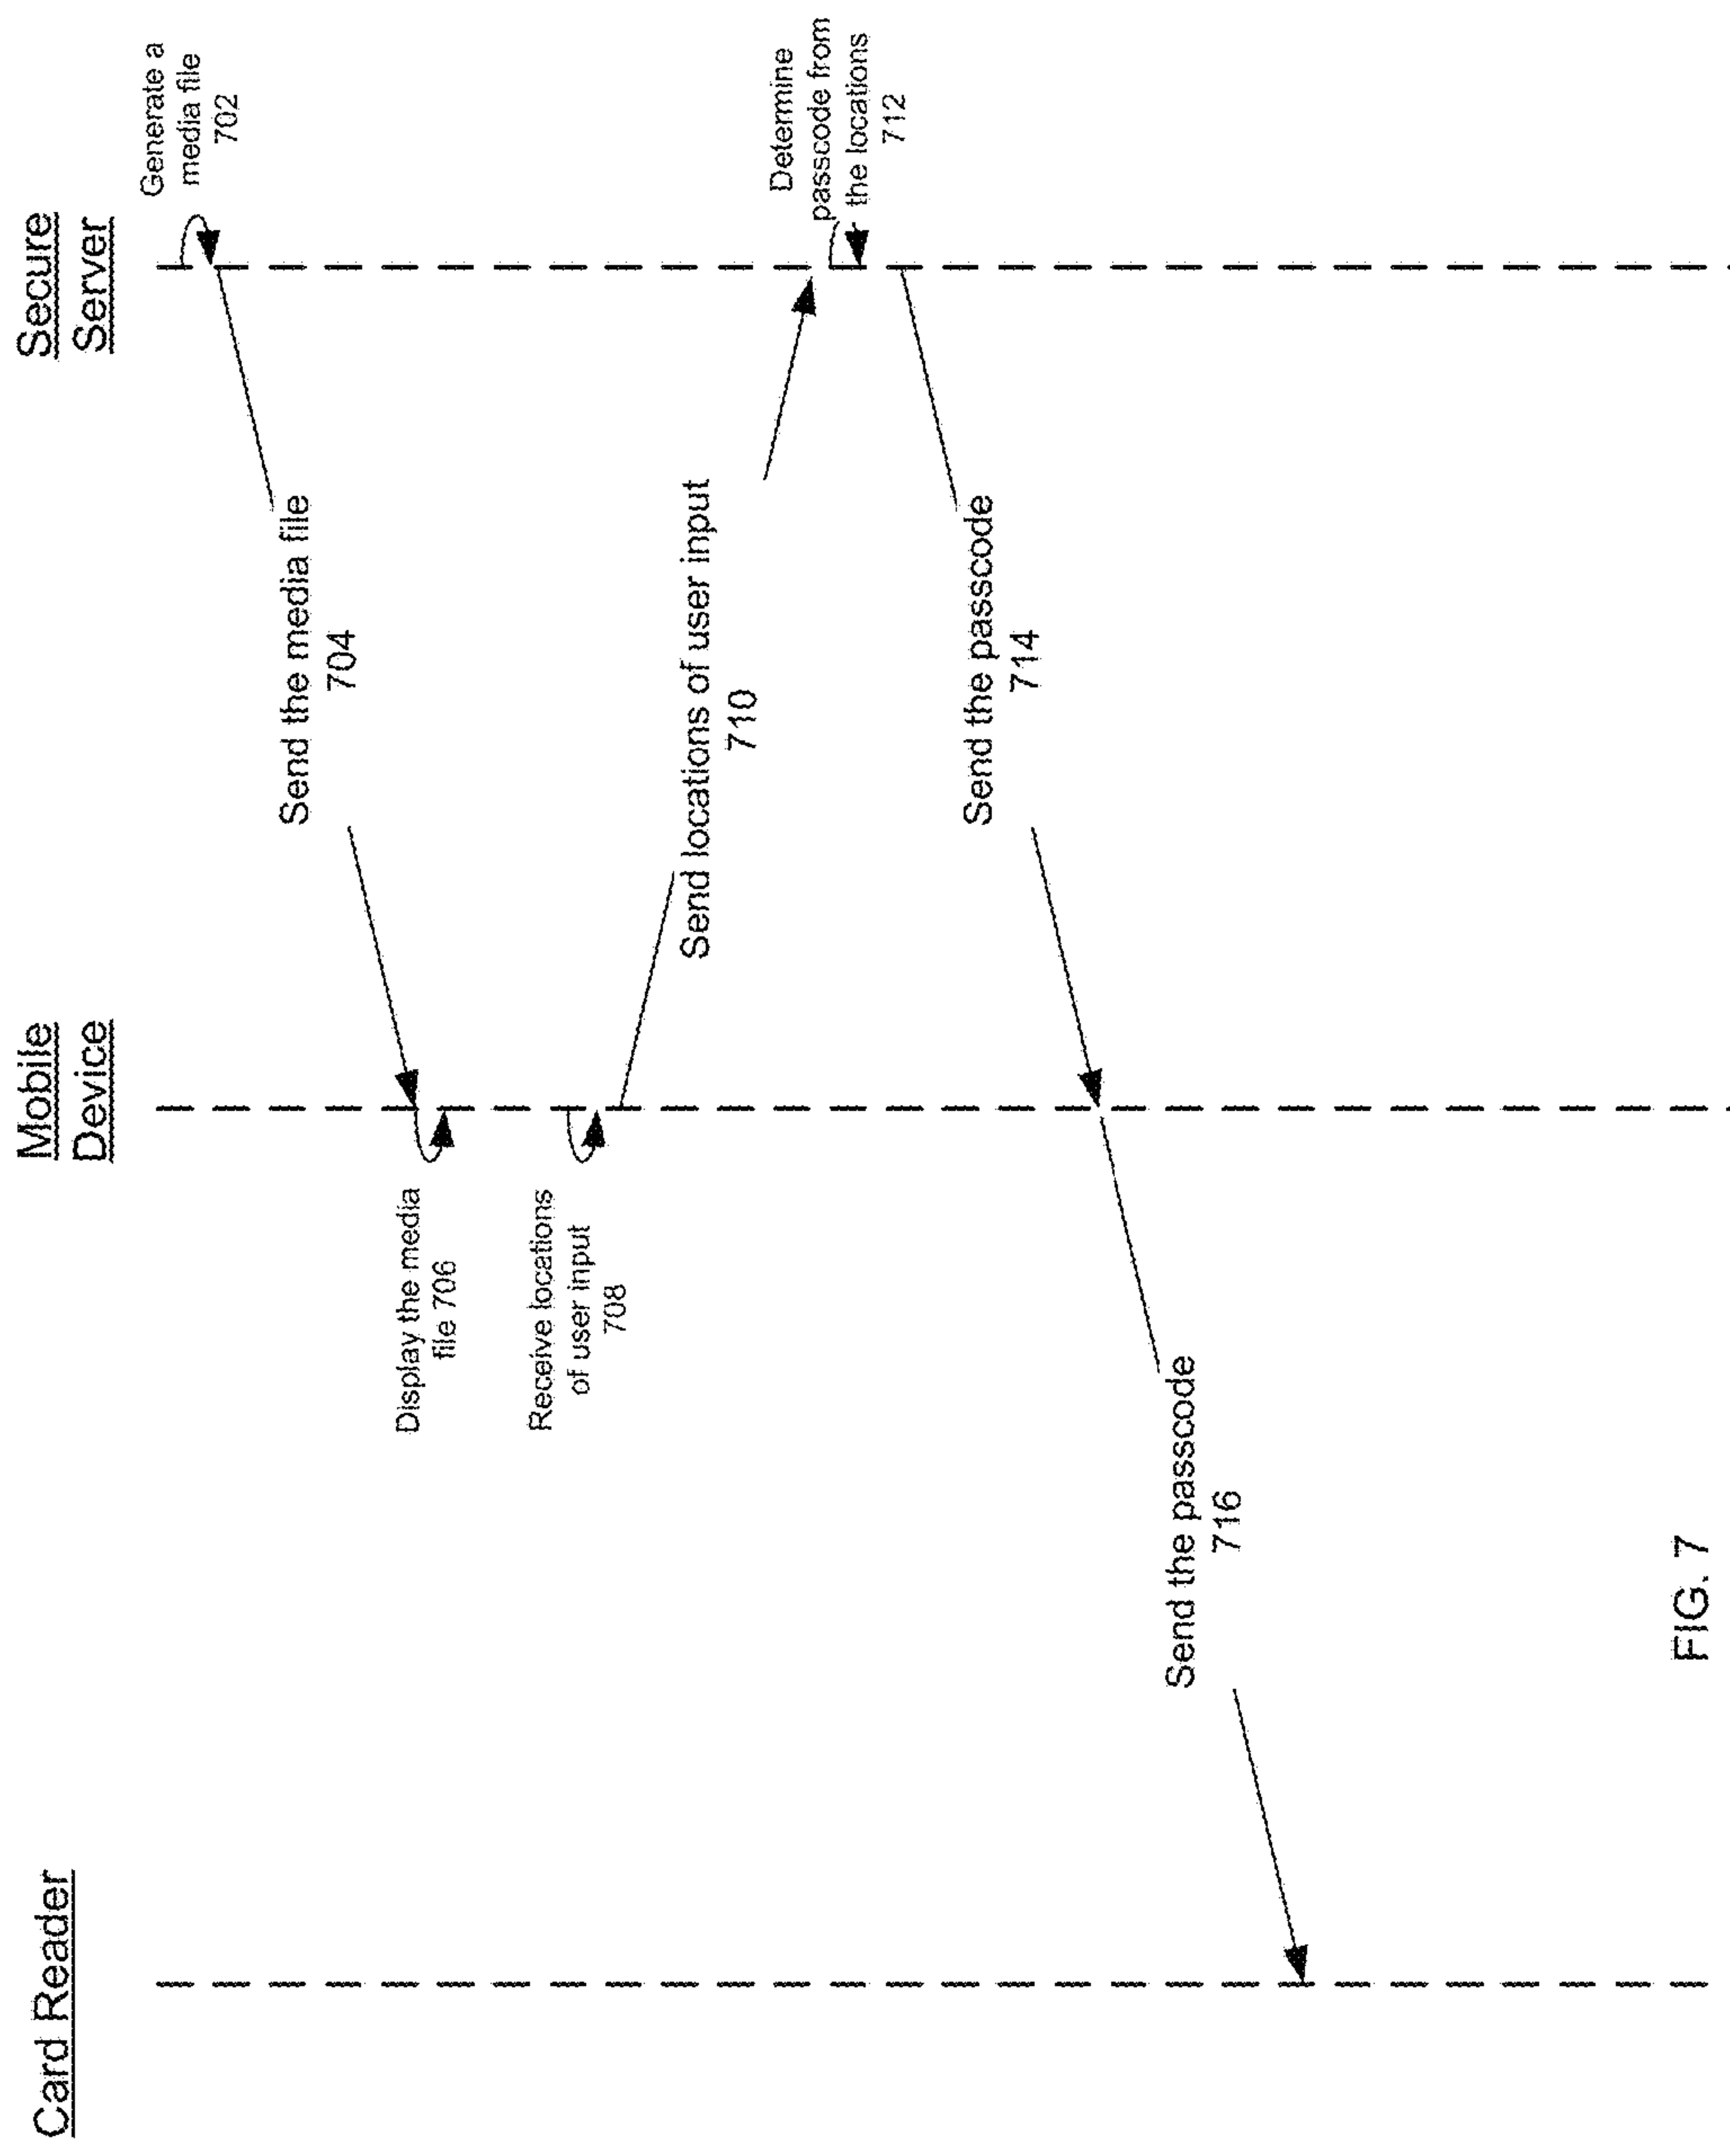 Card Reader
Mobile
Device
Secure
Server
Generate a
media file
702
Send the media file
704
Display the media
file 706
Receive locations
of user input
708
Send locations of user input
710
Determine
passcode from
the locations
712
Send the passcode
714
Send the passcode
716
FIG. 7